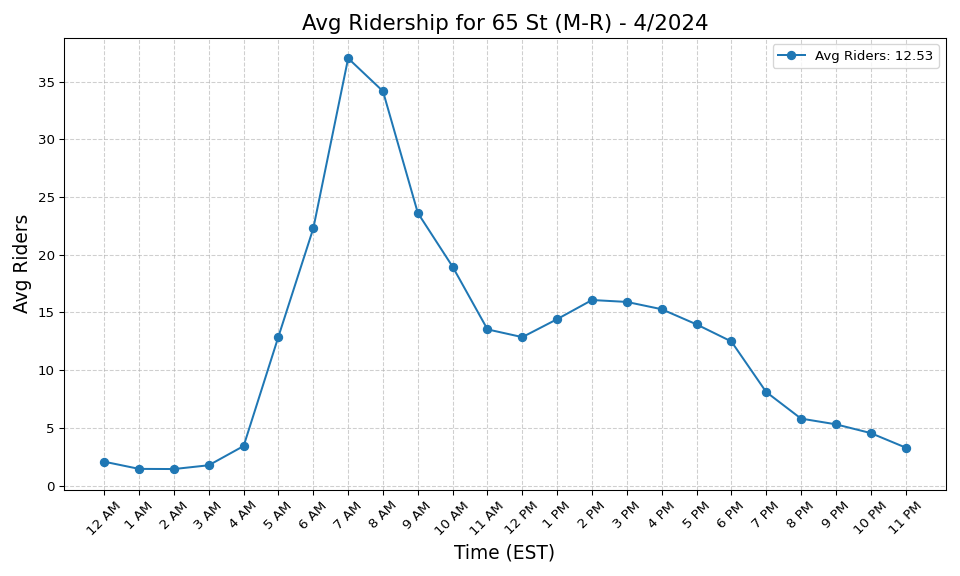 Avg Ridership for 65 St (M-R) - 4/2024
Avg Riders: 12.53
Avg Riders
35
30
25
20
15
10
5
0
12 AM
1 AM
2 AM
3 AM
4 AM
5 AM
6 AM
7 AM
8 AM
9 AM
10 AM
11 AM
12 PM
1 PM
2 PM
3 PM
4 PM
5 PM
6 PM
7 PM
8 PM
9 PM
10 PM
11 PM
Time (EST)